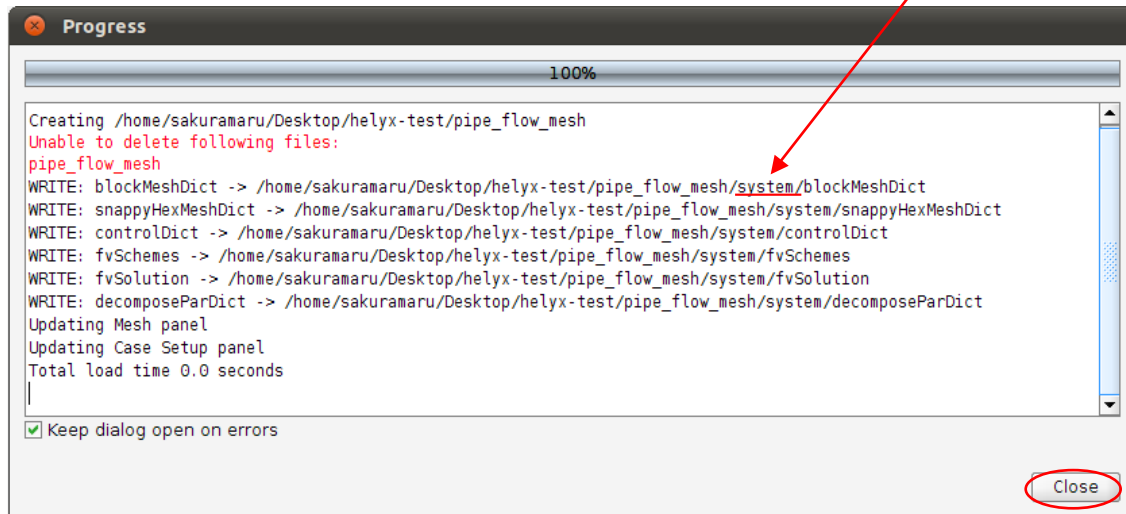 Progress
100%
Creating /home/sakuramaru/Desktop/helyx-test/pipe_flow_mesh
Unable to delete following files:
pipe_flow_mesh
WRITE: blockMeshDict -> /home/sakuramaru/Desktop/helyx-test/pipe_flow_mesh/system/blockMeshDict
WRITE: snappyHexMeshDict -> /home/sakuramaru/Desktop/helyx-test/pipe_flow_mesh/system/snappyHexMeshDict
WRITE: controlDict -> /home/sakuramaru/Desktop/helyx-test/pipe_flow_mesh/system/controlDict
WRITE: fvSchemes -> /home/sakuramaru/Desktop/helyx-test/pipe_flow_mesh/system/fvSchemes
WRITE: fvSolution -> /home/sakuramaru/Desktop/helyx-test/pipe_flow_mesh/system/fvSolution
WRITE: decomposeParDict -> /home/sakuramaru/Desktop/helyx-test/pipe_flow_mesh/system/decomposeParDict
Updating Mesh panel
Updating Case Setup panel
Total load time 0.0 seconds
Keep dialog open on errors
Close